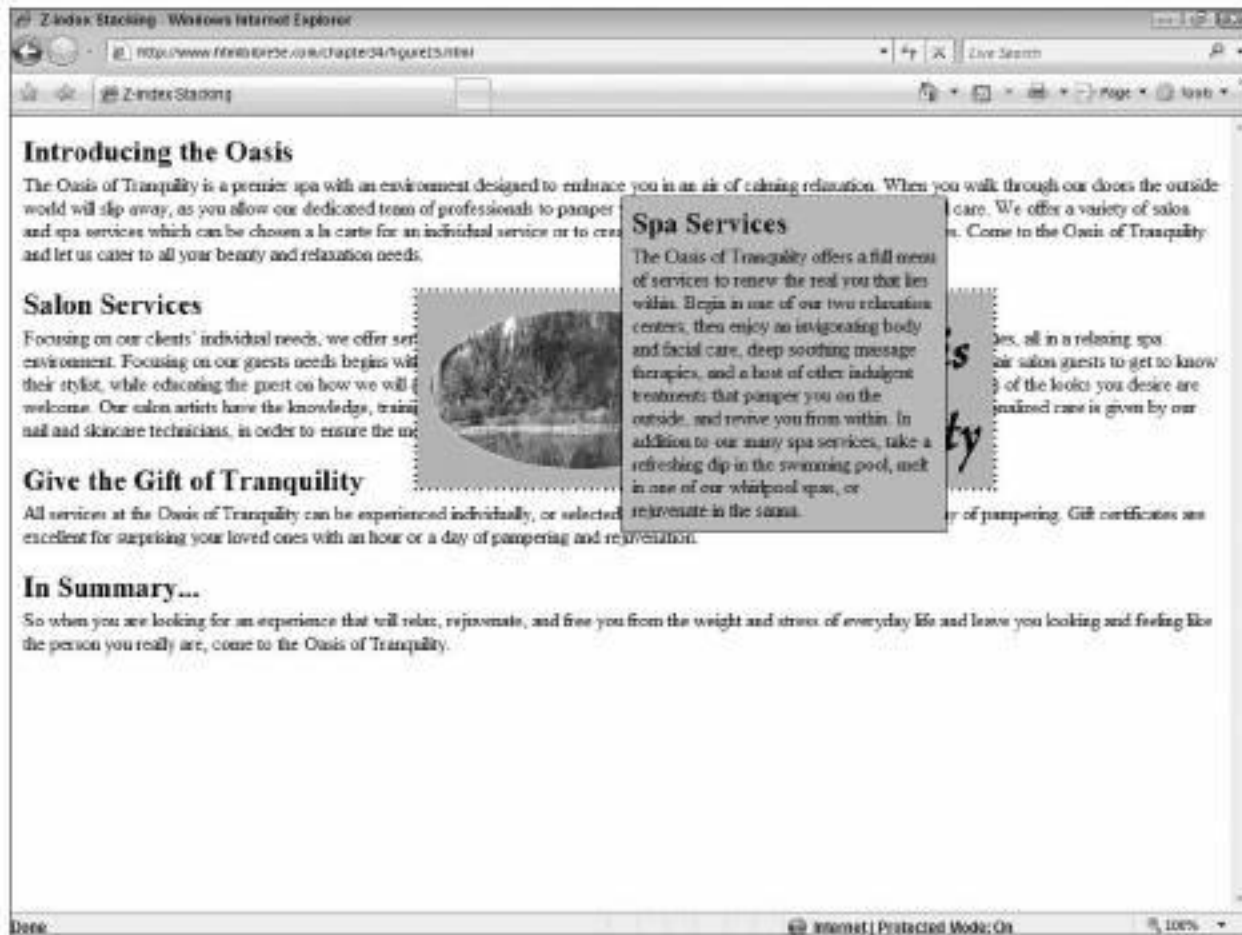 Z-Index Stacking - Windows Internet Explorer
http://www.htmlbible5e.com/chapter34/figure15.html
Live Search
Z-Index Stacking
Page
Tools
Introducing the Oasis
The Oasis of Tranquility is a premier spa with an environment designed to embrace you in an air of calming relaxation. When you walk through our doors the outside
world will slip away, as you allow our dedicated team of professionals to pamper
care. We offer a variety of salon
and spa services which can be chosen a la carte for an individual service or to
Come to the Oasis of Tranquility
and let us cater to all your beauty and relaxation needs.
Spa Services
The Oasis of Tranquility offers a full menu
of services to renew the real you that lies
within. Begin in one of our two relaxation
centers, then enjoy an invigorating body
and facial care, deep soothing massage
therapies, and a host of other indulgent
treatments that pamper you on the
outside, and revive you from within. In
addition to our many spa services, take a
refreshing dip in the swimming pool, melt
in one of our whirlpool spas, or
rejuvenate in the sauna.
Salon Services
Focusing on our clients' individual needs, we offer
all in a relaxing spa
environment. Focusing on our guests needs begins
salon guests to get to know
their stylist, while educating the guest on how we will
of the looks you desire are
welcome. Our salon artists have the knowledge,
care is given by our
nail and skincare technicians, in order to ensure the
is
ty
Give the Gift of Tranquility
All services at the Oasis of Tranquility can be experienced individually, or selected
of pampering. Gift certificates are
excellent for surprising your loved ones with an hour or a day of pampering and rejuvenation.
In Summary...
So when you are looking for an experience that will relax, rejuvenate, and free you from the weight and stress of everyday life and leave you looking and feeling like
the person you really are, come to the Oasis of Tranquility.
Done
Internet | Protected Mode: On
100%